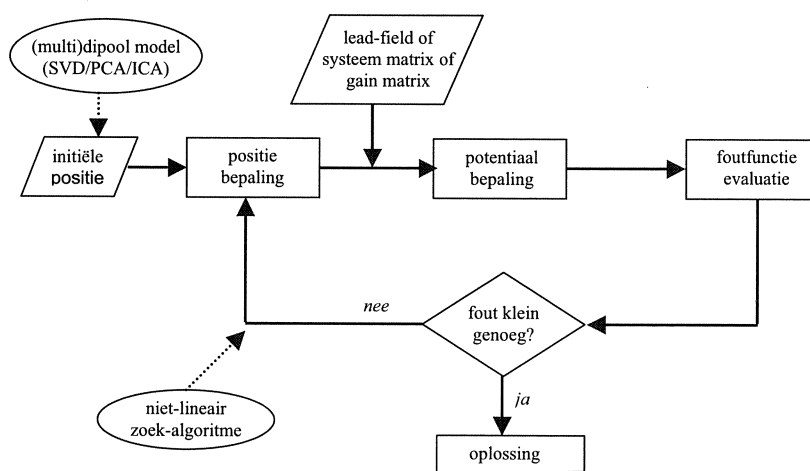 (multi)dipool model
(SVD/PCA/ICA)
lead-field of
systeem matrix of
gain matrix
initiële
positie
positie
bepaling
potentiaal
bepaling
foutfunctie
evaluatie
nee
fout klein
genoeg?
niet-lineair
zoek-algoritme
ja
oplossing